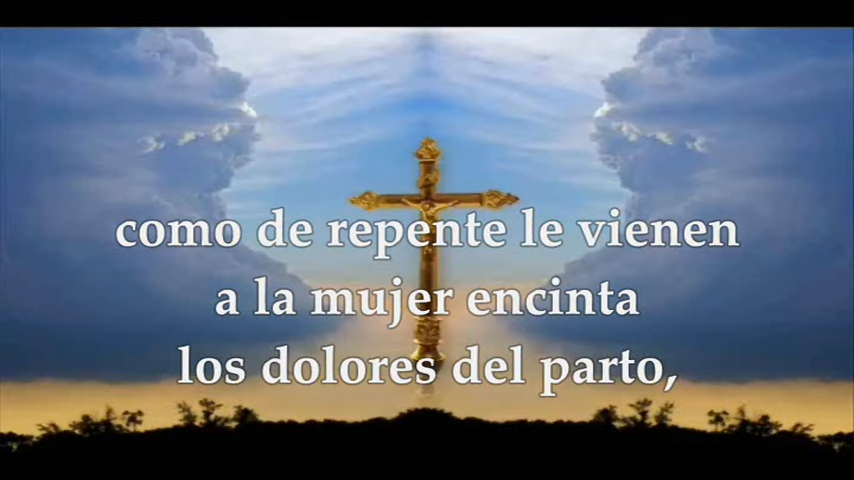 como de repente le vienen
a la mujer encinta
los dolores del parto,